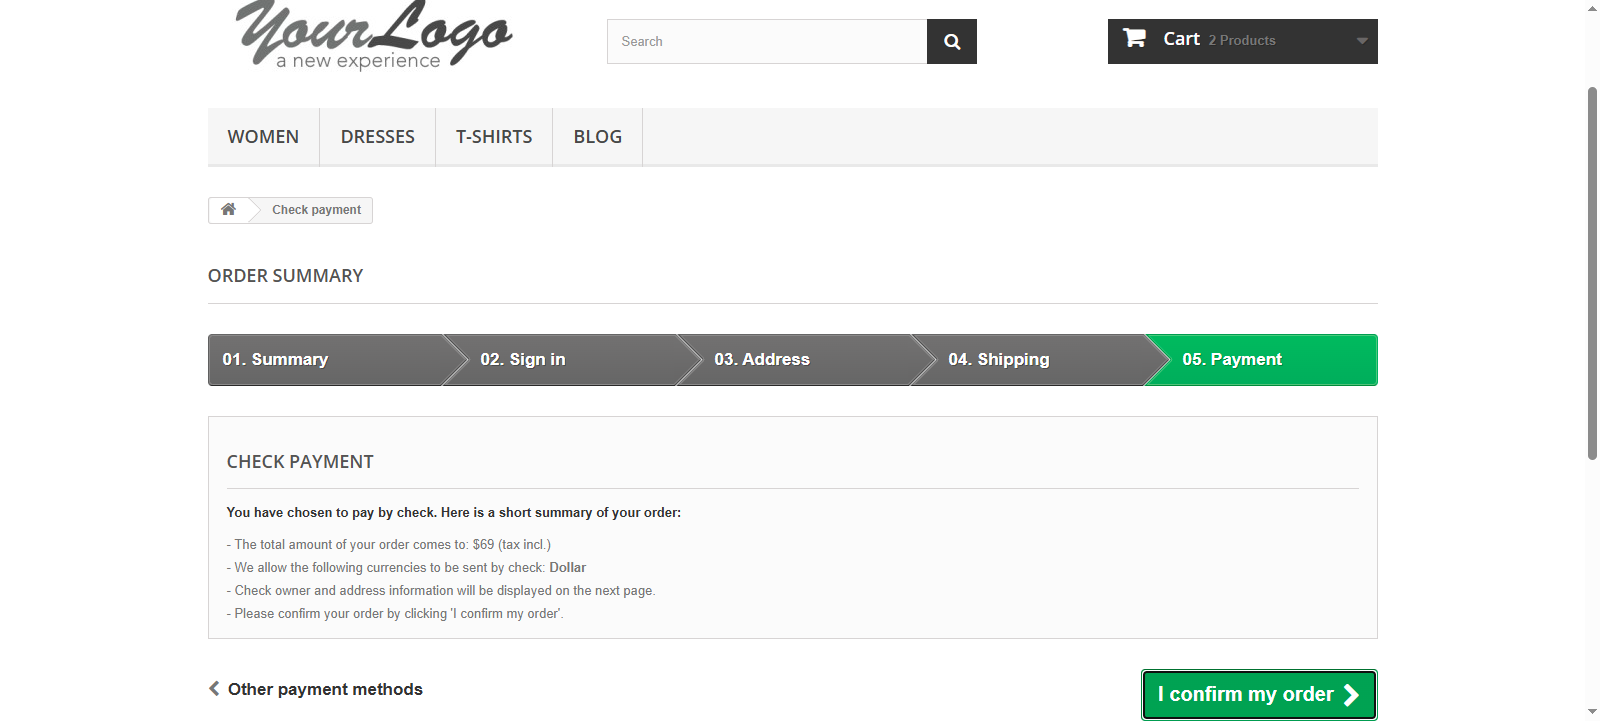 YourLogo
a new experience
Search
Cart 2 Products
WOMEN DRESSES T-SHIRTS BLOG
Check payment
ORDER SUMMARY
01. Summary 02. Sign in 03. Address 04. Shipping 05. Payment
CHECK PAYMENT
You have chosen to pay by check. Here is a short summary of your order:
- The total amount of your order comes to: $69 (tax incl.)
- We allow the following currencies to be sent by check: Dollar
- Check owner and address information will be displayed on the next page.
- Please confirm your order by clicking 'I confirm my order'.
Other payment methods
I confirm my order